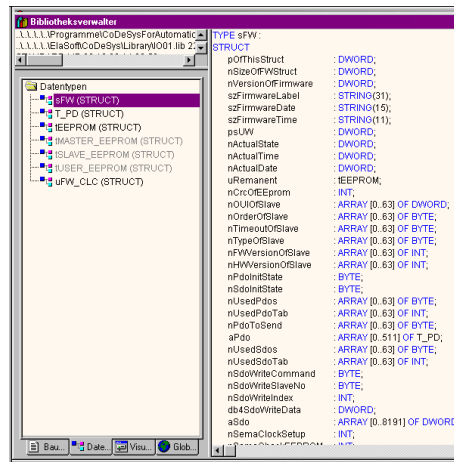 Bibliotheksverwalter
..\..\..\..\..\Programme\CoDeSysForAutomatic
..\..\..\..\..\ElaSoft\CoDeSys\Library\IO01.lib 22
Datentypen
sFW (STRUCT)
T_PD (STRUCT)
tEEPROM (STRUCT)
tMASTER_EEPROM (STRUCT)
tSLAVE_EEPROM (STRUCT)
tUSER_EEPROM (STRUCT)
uFW_CLC (STRUCT)
Bau...
Date...
Visu...
Glob...
TYPE sFW :
STRUCT
pOfThisStruct : DWORD;
nSizeOfFWStruct : DWORD;
nVersionOfFirmware : DWORD;
szFirmwareLabel : STRING(31);
szFirmwareDate : STRING(15);
szFirmwareTime : STRING(11);
psUW : DWORD;
nActualState : DWORD;
nActualTime : DWORD;
nActualDate : DWORD;
uRemanent : tEEPROM;
nCrcOfEEprom : INT;
nOUIOfSlave : ARRAY [0..63] OF DWORD;
nOrderOfSlave : ARRAY [0..63] OF BYTE;
nTimeoutOfSlave : ARRAY [0..63] OF BYTE;
nTypeOfSlave : ARRAY [0..63] OF BYTE;
nFWVersionOfSlave : ARRAY [0..63] OF INT;
nHWVersionOfSlave : ARRAY [0..63] OF INT;
nPdoInitState : BYTE;
nSdoInitState : BYTE;
nUsedPdos : ARRAY [0..63] OF BYTE;
nUsedPdoTab : ARRAY [0..63] OF INT;
nPdoToSend : ARRAY [0..63] OF BYTE;
aPdo : ARRAY [0..511] OF T_PD;
nUsedSdos : ARRAY [0..63] OF BYTE;
nUsedSdoTab : ARRAY [0..63] OF INT;
nSdoWriteCommand : BYTE;
nSdoWriteSlaveNo : BYTE;
nSdoWriteIndex : INT;
db4SdoWriteData : DWORD;
aSdo : ARRAY [0..8191] OF DWORD
nSemaClockSetup : INT;